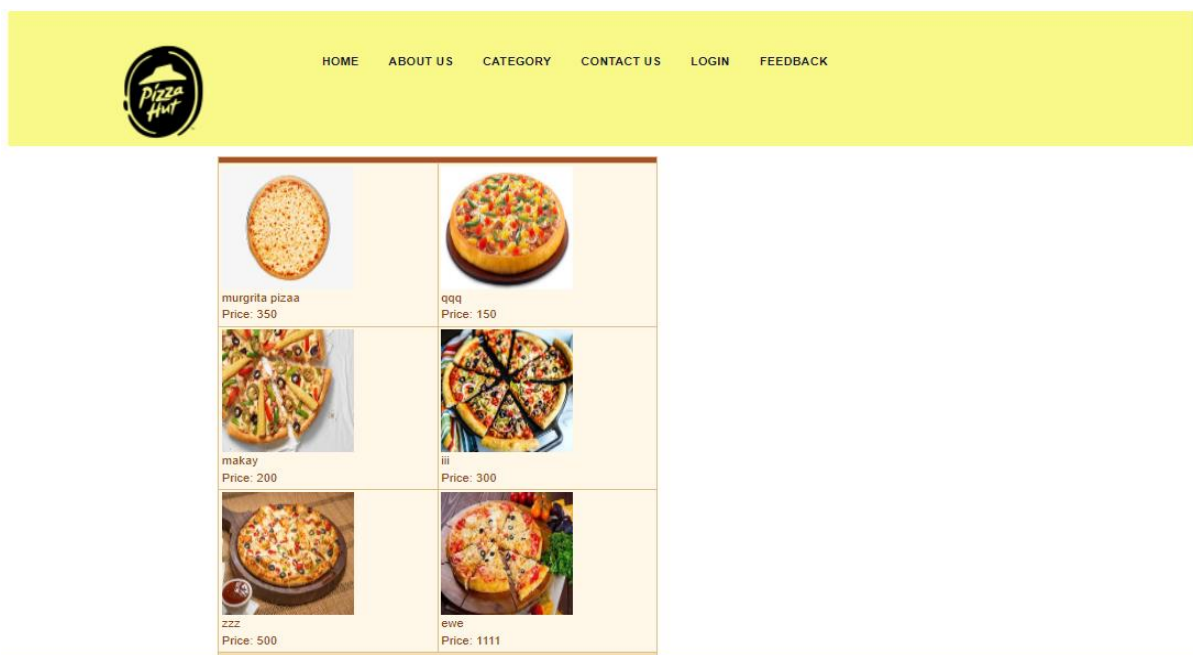 Pizza
Hut
HOME ABOUT US CATEGORY CONTACT US LOGIN FEEDBACK
murgrita pizaa
Price: 350
qqq
Price: 150
makay
Price: 200
iii
Price: 300
zzz
Price: 500
ewe
Price: 1111